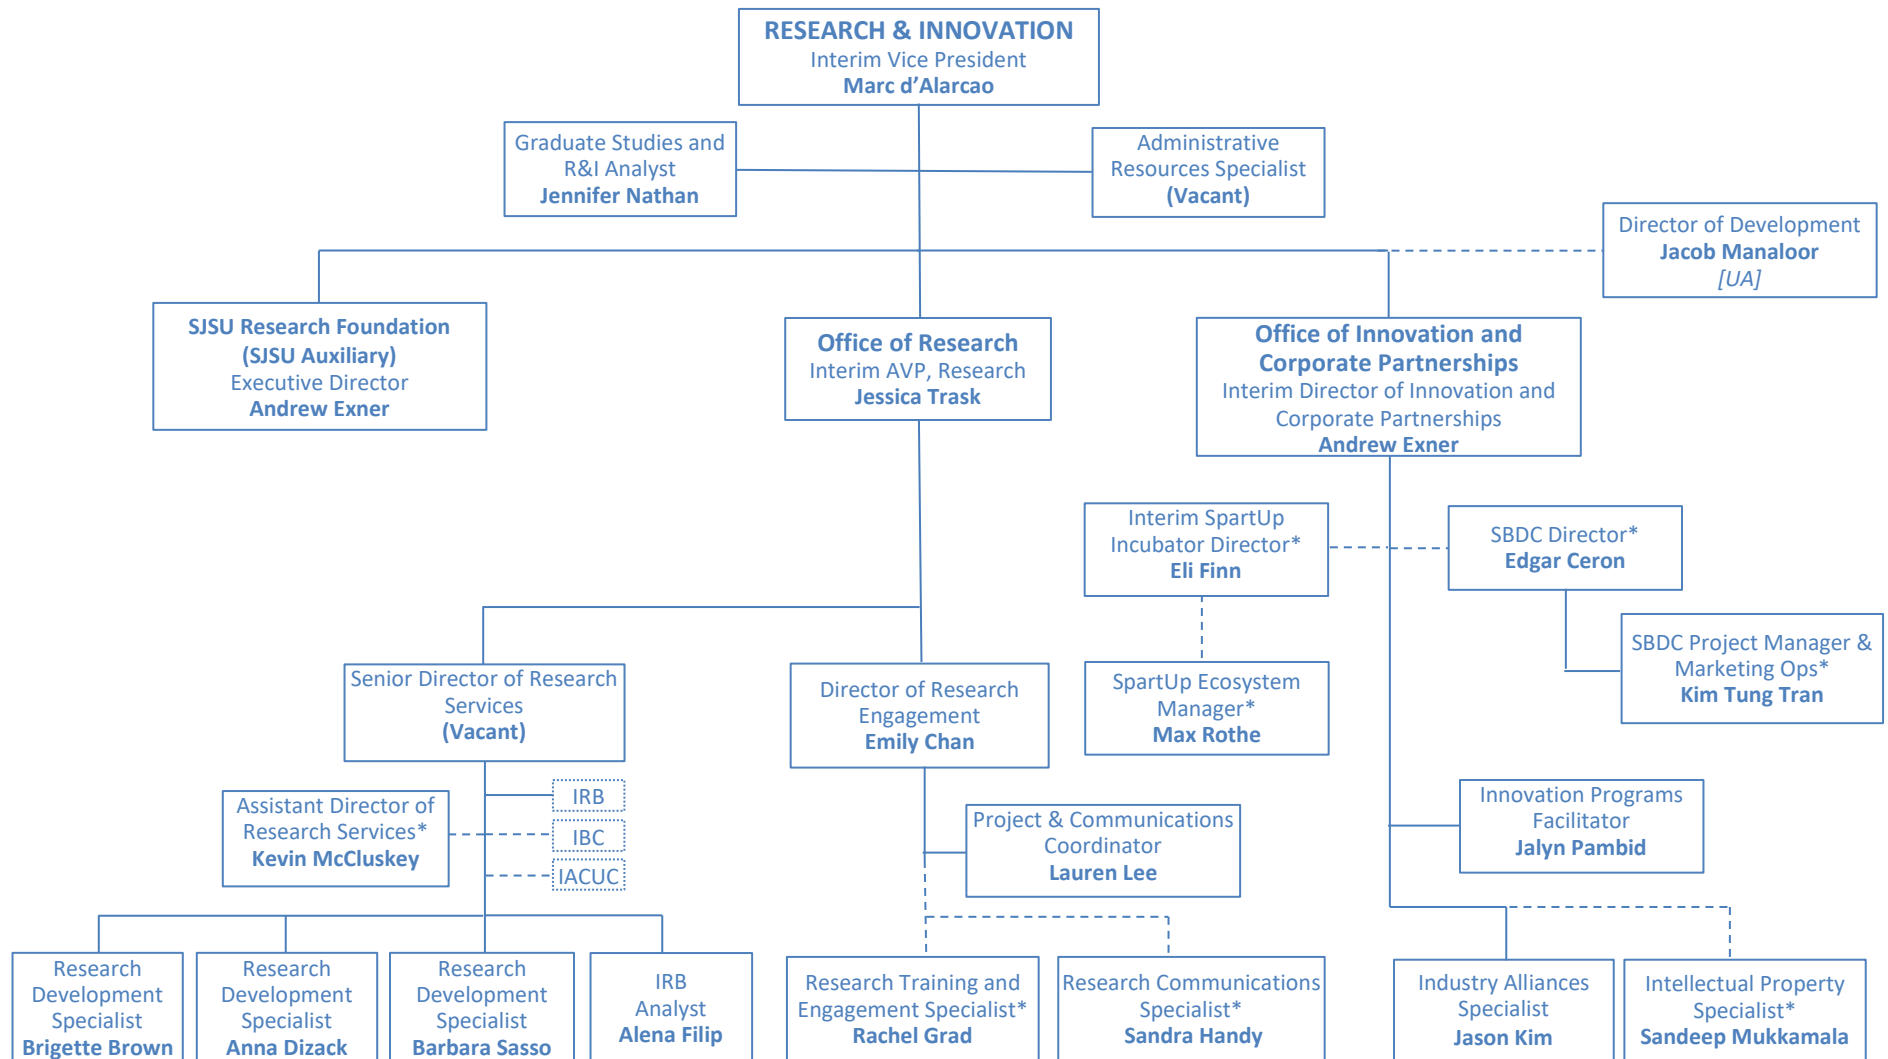 RESEARCH & INNOVATION
Interim Vice President
Marc d’Alarcao
Graduate Studies and
R&I Analyst
Jennifer Nathan
Administrative
Resources Specialist
(Vacant)
Director of Development
Jacob Manaloor
[UA]
SJSU Research Foundation
(SJSU Auxiliary)
Executive Director
Andrew Exner
Office of Research
Interim AVP, Research
Jessica Trask
Office of Innovation and
Corporate Partnerships
Interim Director of Innovation and
Corporate Partnerships
Andrew Exner
Interim SpartUp
Incubator Director*
Eli Finn
SBDC Director*
Edgar Ceron
SBDC Project Manager &
Marketing Ops*
Kim Tung Tran
Senior Director of Research
Services
(Vacant)
Director of Research
Engagement
Emily Chan
SpartUp Ecosystem
Manager*
Max Rothe
Assistant Director of
Research Services*
Kevin McCluskey
IRB
IBC
IACUC
Project & Communications
Coordinator
Lauren Lee
Innovation Programs
Facilitator
Jalyn Pambid
Research
Development
Specialist
Brigette Brown
Research
Development
Specialist
Anna Dizack
Research
Development
Specialist
Barbara Sasso
IRB
Analyst
Alena Filip
Research Training and
Engagement Specialist*
Rachel Grad
Research Communications
Specialist*
Sandra Handy
Industry Alliances
Specialist
Jason Kim
Intellectual Property
Specialist*
Sandeep Mukkamala